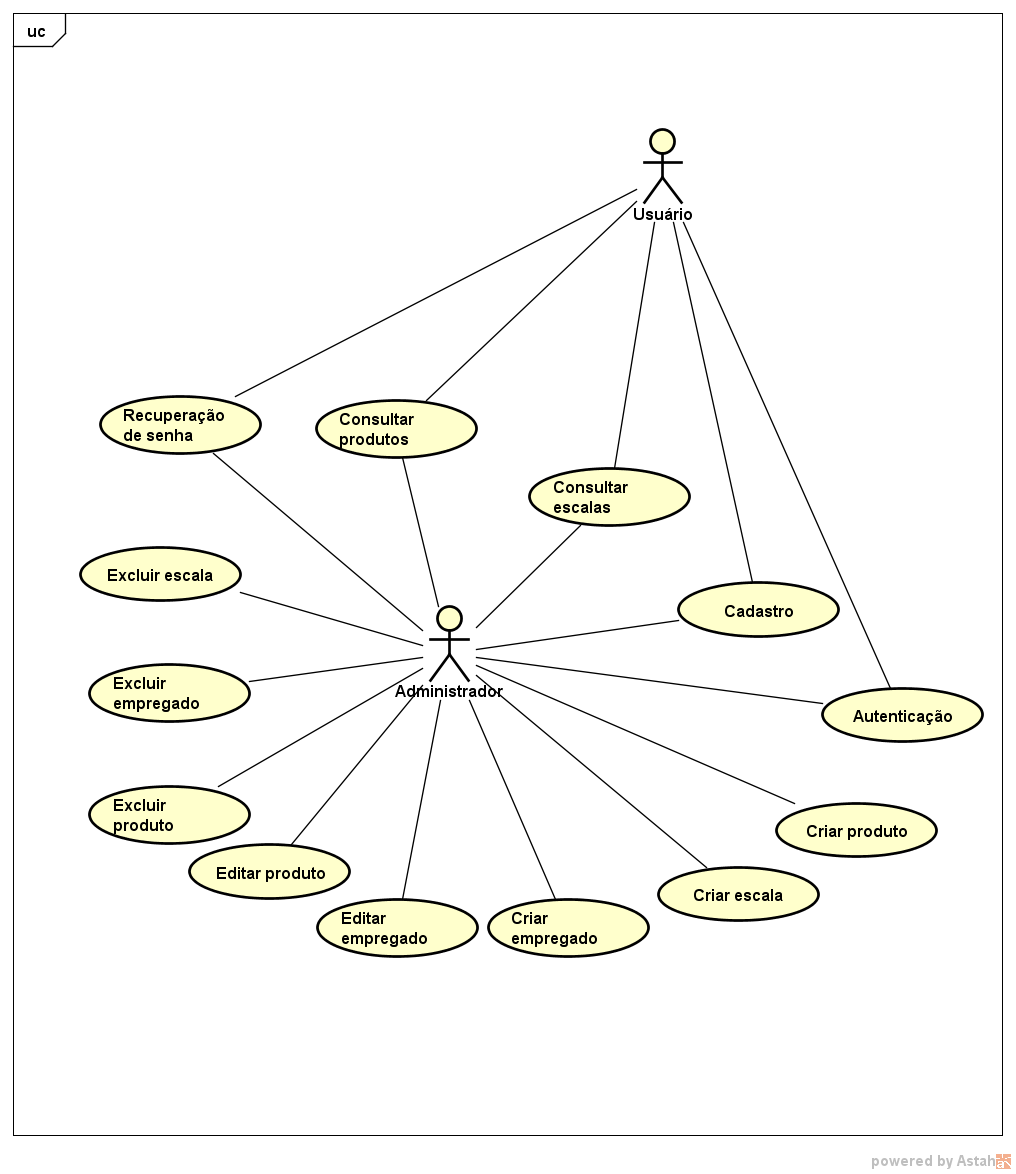 uc
Usuário
Recuperação
de senha
Consultar
produtos
Consultar
escalas
Excluir escala
Cadastro
Excluir
empregado
Administrador
Autenticação
Excluir
produto
Criar produto
Editar produto
Criar escala
Editar
empregado
Criar
empregado
powered by Astah